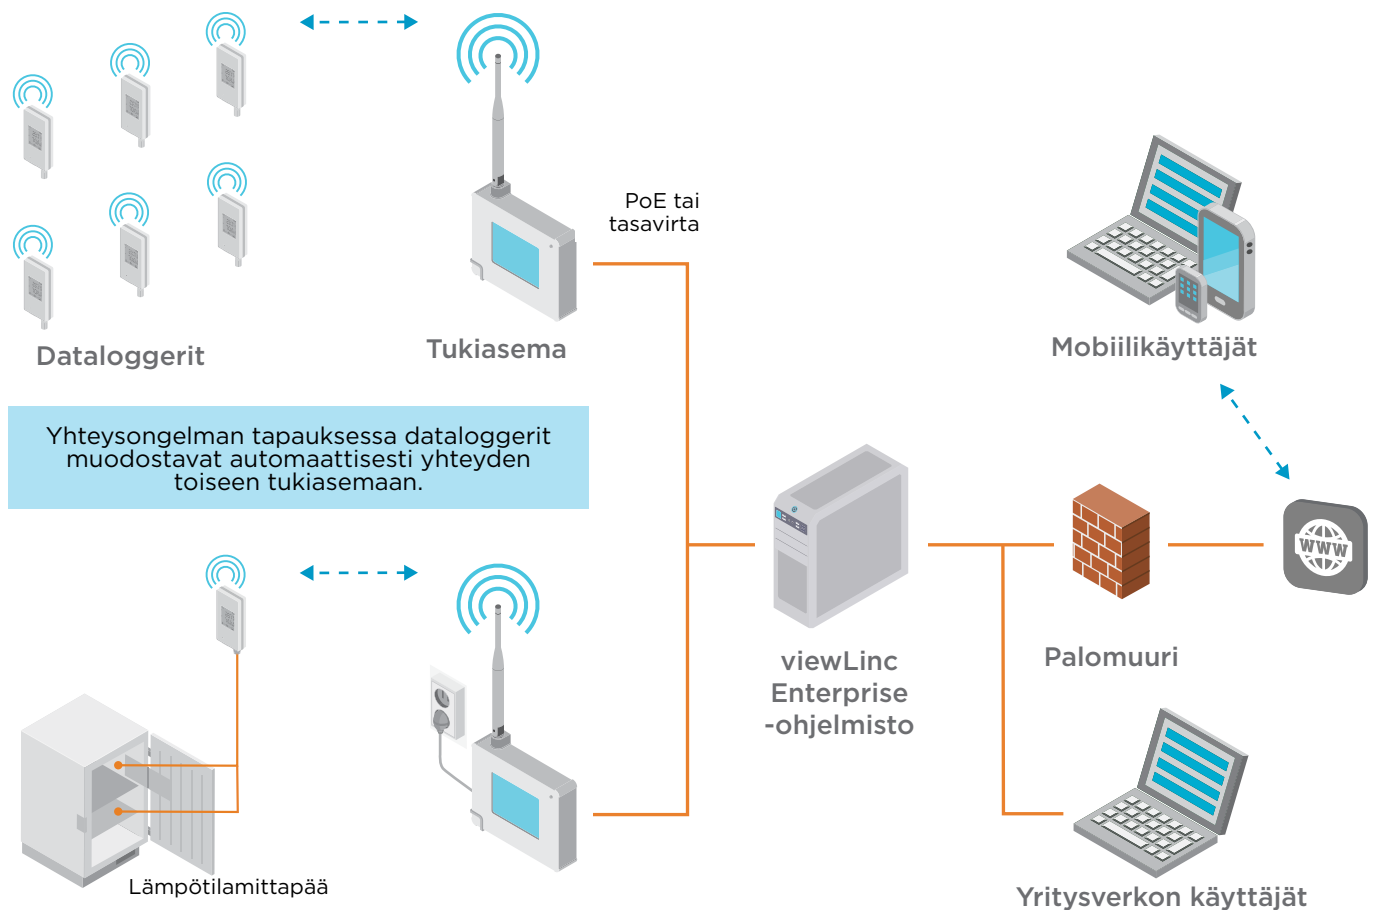 PoE tai
tasavirta
Dataloggerit
Tukiasema
Mobiilikäyttäjät
Yhteysongelman tapauksessa dataloggerit
muodostavat automaattisesti yhteyden
toiseen tukiasemaan.
WWW
viewLinc
Enterprise
-ohjelmisto
Palomuuri
Lämpötilamittapää
Yritysverkon käyttäjät